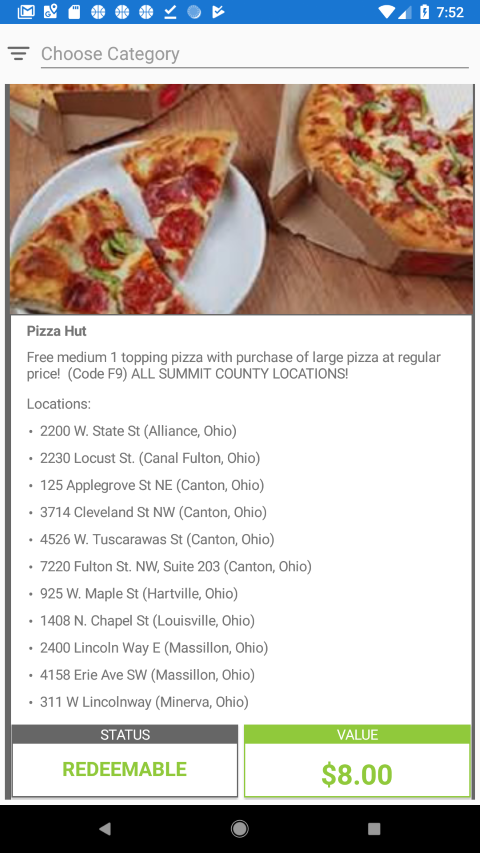 7:52
Choose Category
Pizza Hut
Free medium 1 topping pizza with purchase of large pizza at regular
price!  (Code F9) ALL SUMMIT COUNTY LOCATIONS!
Locations:
• 2200 W. State St (Alliance, Ohio)
• 2230 Locust St. (Canal Fulton, Ohio)
• 125 Applegrove St NE (Canton, Ohio)
• 3714 Cleveland St NW (Canton, Ohio)
• 4526 W. Tuscarawas St (Canton, Ohio)
• 7220 Fulton St. NW, Suite 203 (Canton, Ohio)
• 925 W. Maple St (Hartville, Ohio)
• 1408 N. Chapel St (Louisville, Ohio)
• 2400 Lincoln Way E (Massillon, Ohio)
• 4158 Erie Ave SW (Massillon, Ohio)
• 311 W Lincolnway (Minerva, Ohio)
STATUS
REDEEMABLE
VALUE
$8.00